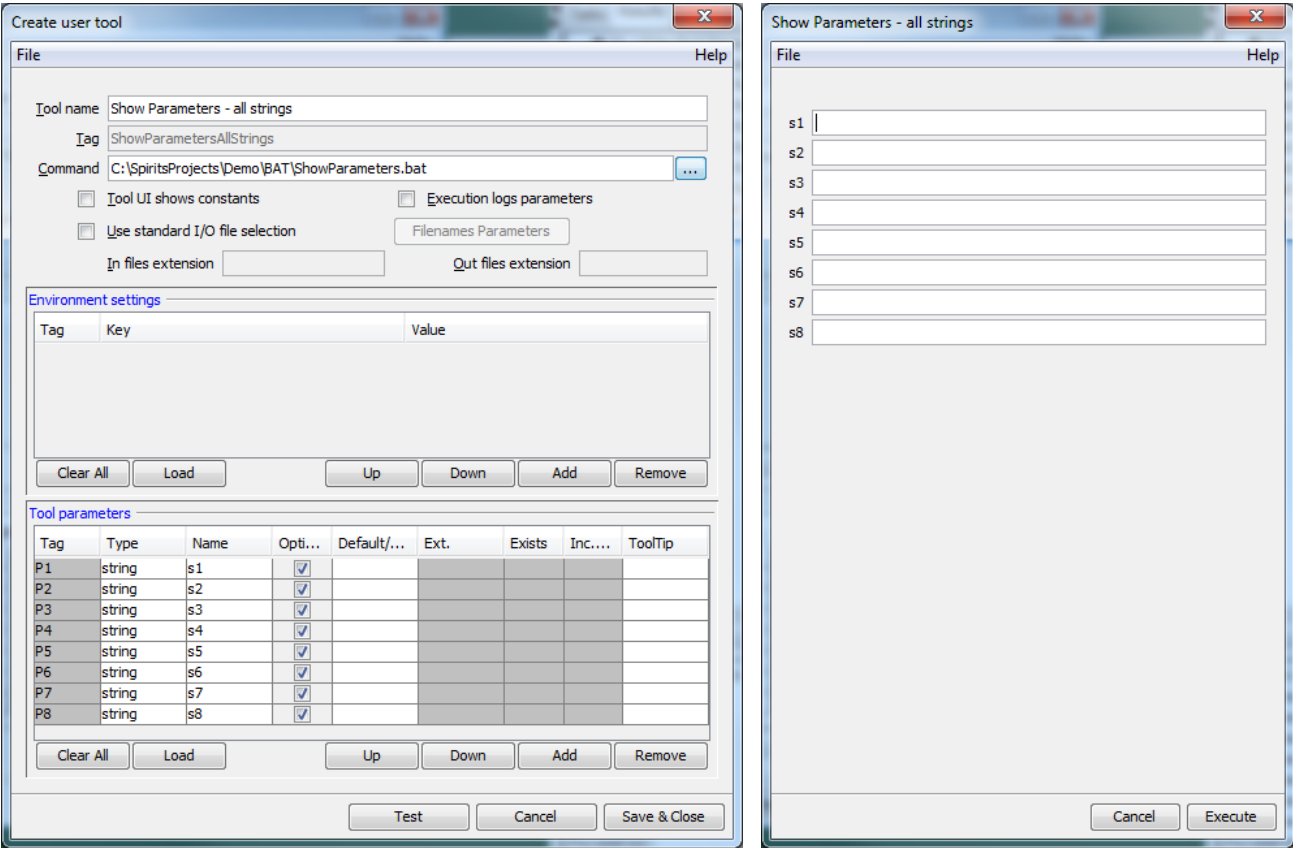 Create user tool
File Help
Tool name Show Parameters - all strings
Tag ShowParametersAllStrings
Command C:\SpiritsProjects\Demo\BAT\ShowParameters.bat ...
Tool UI shows constants Execution logs parameters
Use standard I/O file selection Filenames Parameters
In files extension Out files extension
Environment settings
Tag Key Value
Clear All Load Up Down Add Remove
Tool parameters
Tag Type Name Opti... Default/... Ext. Exists Inc.... ToolTip
P1 string s1
P2 string s2
P3 string s3
P4 string s4
P5 string s5
P6 string s6
P7 string s7
P8 string s8
Clear All Load Up Down Add Remove
Test Cancel Save & Close
Show Parameters - all strings
File Help
s1
s2
s3
s4
s5
s6
s7
s8
Cancel Execute